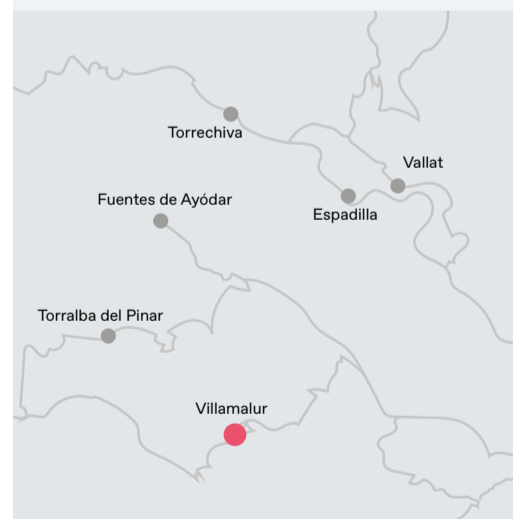 Torrechiva
Vallat
Fuentes de Ayódar
Espadilla
Torralba del Pinar
Villamalur